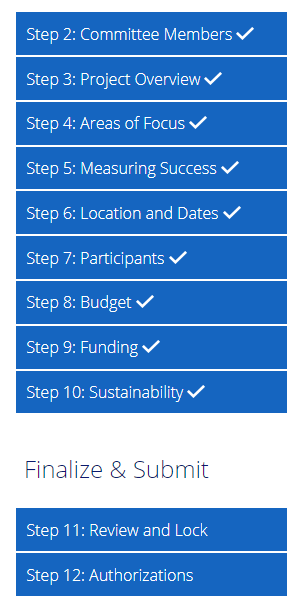 Step 2: Committee Members
Step 3: Project Overview
Step 4: Areas of Focus
Step 5: Measuring Success
Step 6: Location and Dates
Step 7: Participants
Step 8: Budget
Step 9: Funding
Step 10: Sustainability
Finalize & Submit
Step 11: Review and Lock
Step 12: Authorizations